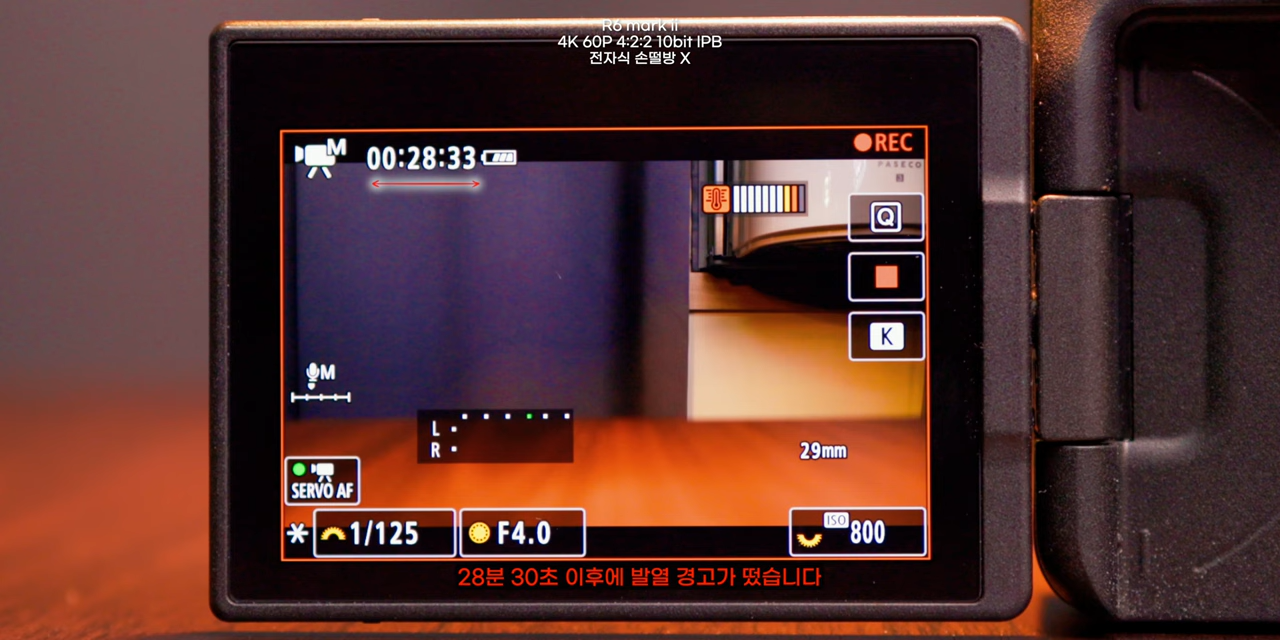 R6 mark ii
4K 60P 4:2:2 10bit IPB
전자식 손떨방 X
M
00:28:33
REC
PASECO
Q
K
M
L
R
29mm
SERVO AF
1/125
F4.0
ISO
800
28분 30초 이후에 발열 경고가 떴습니다